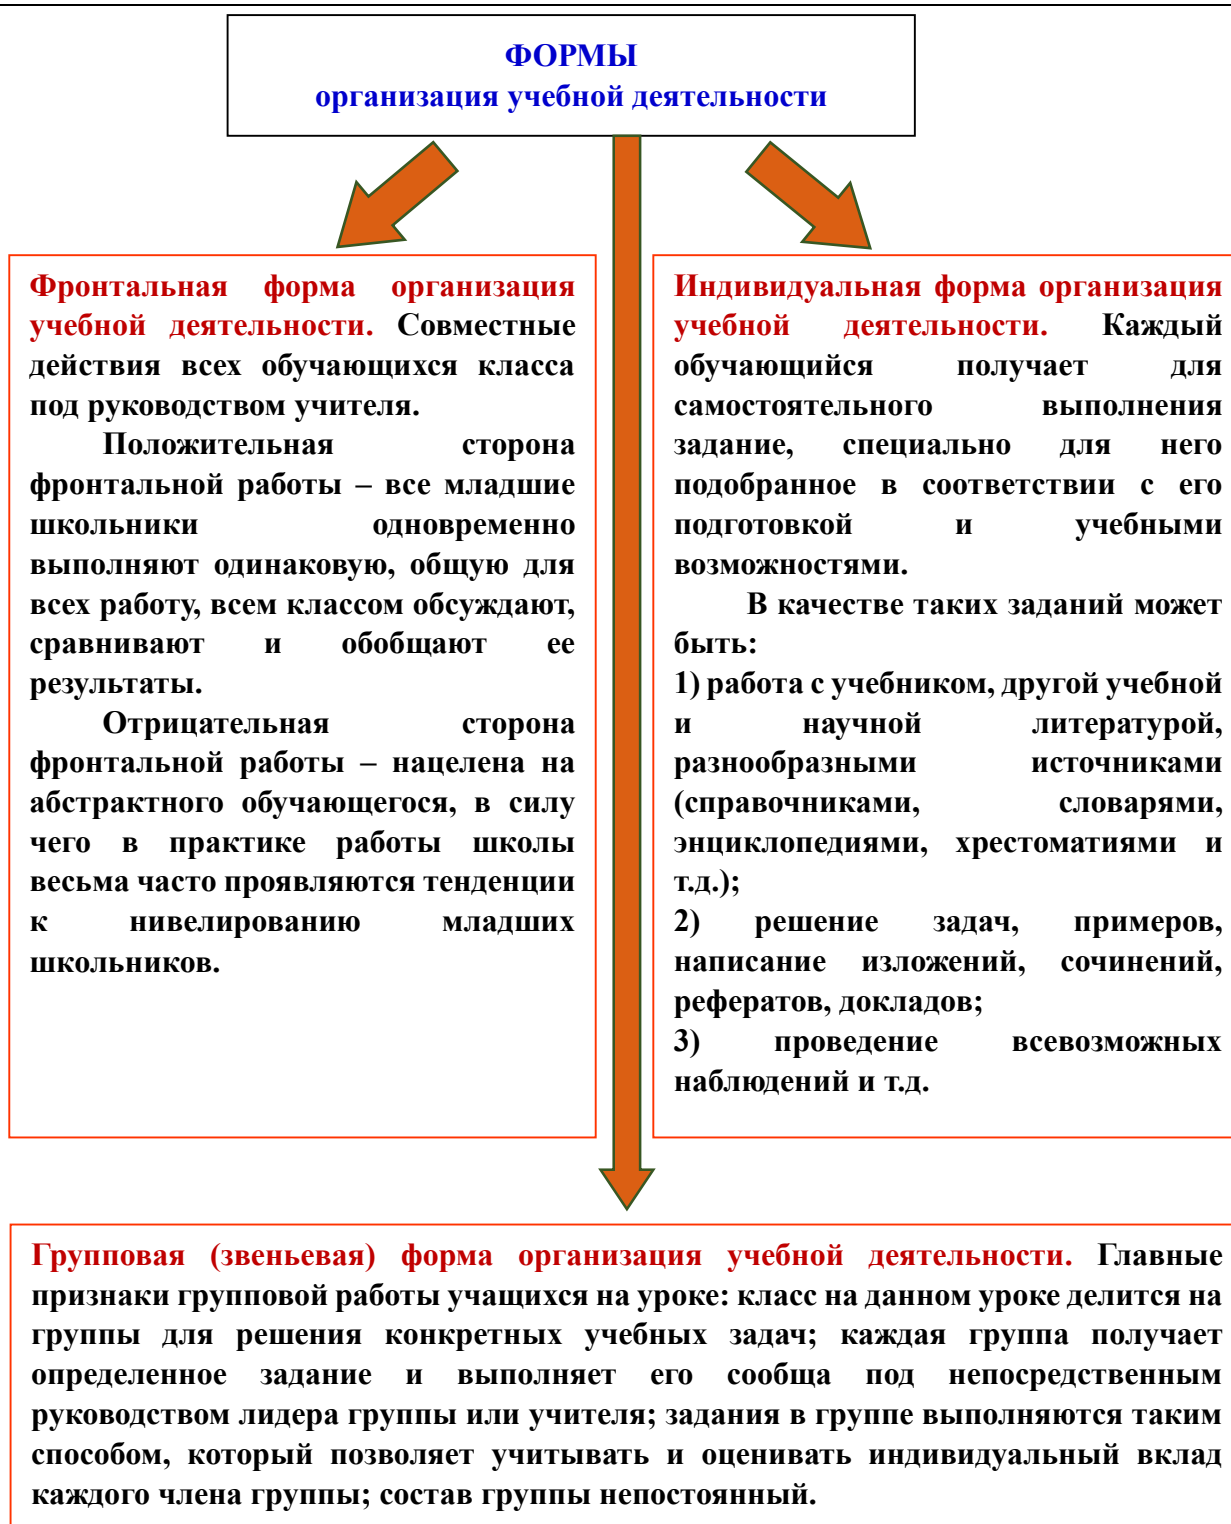 ФОРМЫ
организация учебной деятельности
Фронтальная форма организация
учебной деятельности. Совместные
действия всех обучающихся класса
под руководством учителя.
Положительная сторона
фронтальной работы – все младшие
школьники одновременно
выполняют одинаковую, общую для
всех работу, всем классом обсуждают,
сравнивают и обобщают ее
результаты.
Отрицательная сторона
фронтальной работы – нацелена на
абстрактного обучающегося, в силу
чего в практике работы школы
весьма часто проявляются тенденции
к нивелированию младших
школьников.
Индивидуальная форма организация
учебной деятельности. Каждый
обучающийся получает для
самостоятельного выполнения
задание, специально для него
подобранное в соответствии с его
подготовкой и учебными
возможностями.
В качестве таких заданий может
быть:
1) работа с учебником, другой учебной
и научной литературой,
разнообразными источниками
(справочниками, словарями,
энциклопедиями, хрестоматиями и
т.д.);
2) решение задач, примеров,
написание изложений, сочинений,
рефератов, докладов;
3) проведение всевозможных
наблюдений и т.д.
Групповая (звеньевая) форма организация учебной деятельности. Главные
признаки групповой работы учащихся на уроке: класс на данном уроке делится на
группы для решения конкретных учебных задач; каждая группа получает
определенное задание и выполняет его сообща под непосредственным
руководством лидера группы или учителя; задания в группе выполняются таким
способом, который позволяет учитывать и оценивать индивидуальный вклад
каждого члена группы; состав группы непостоянный.